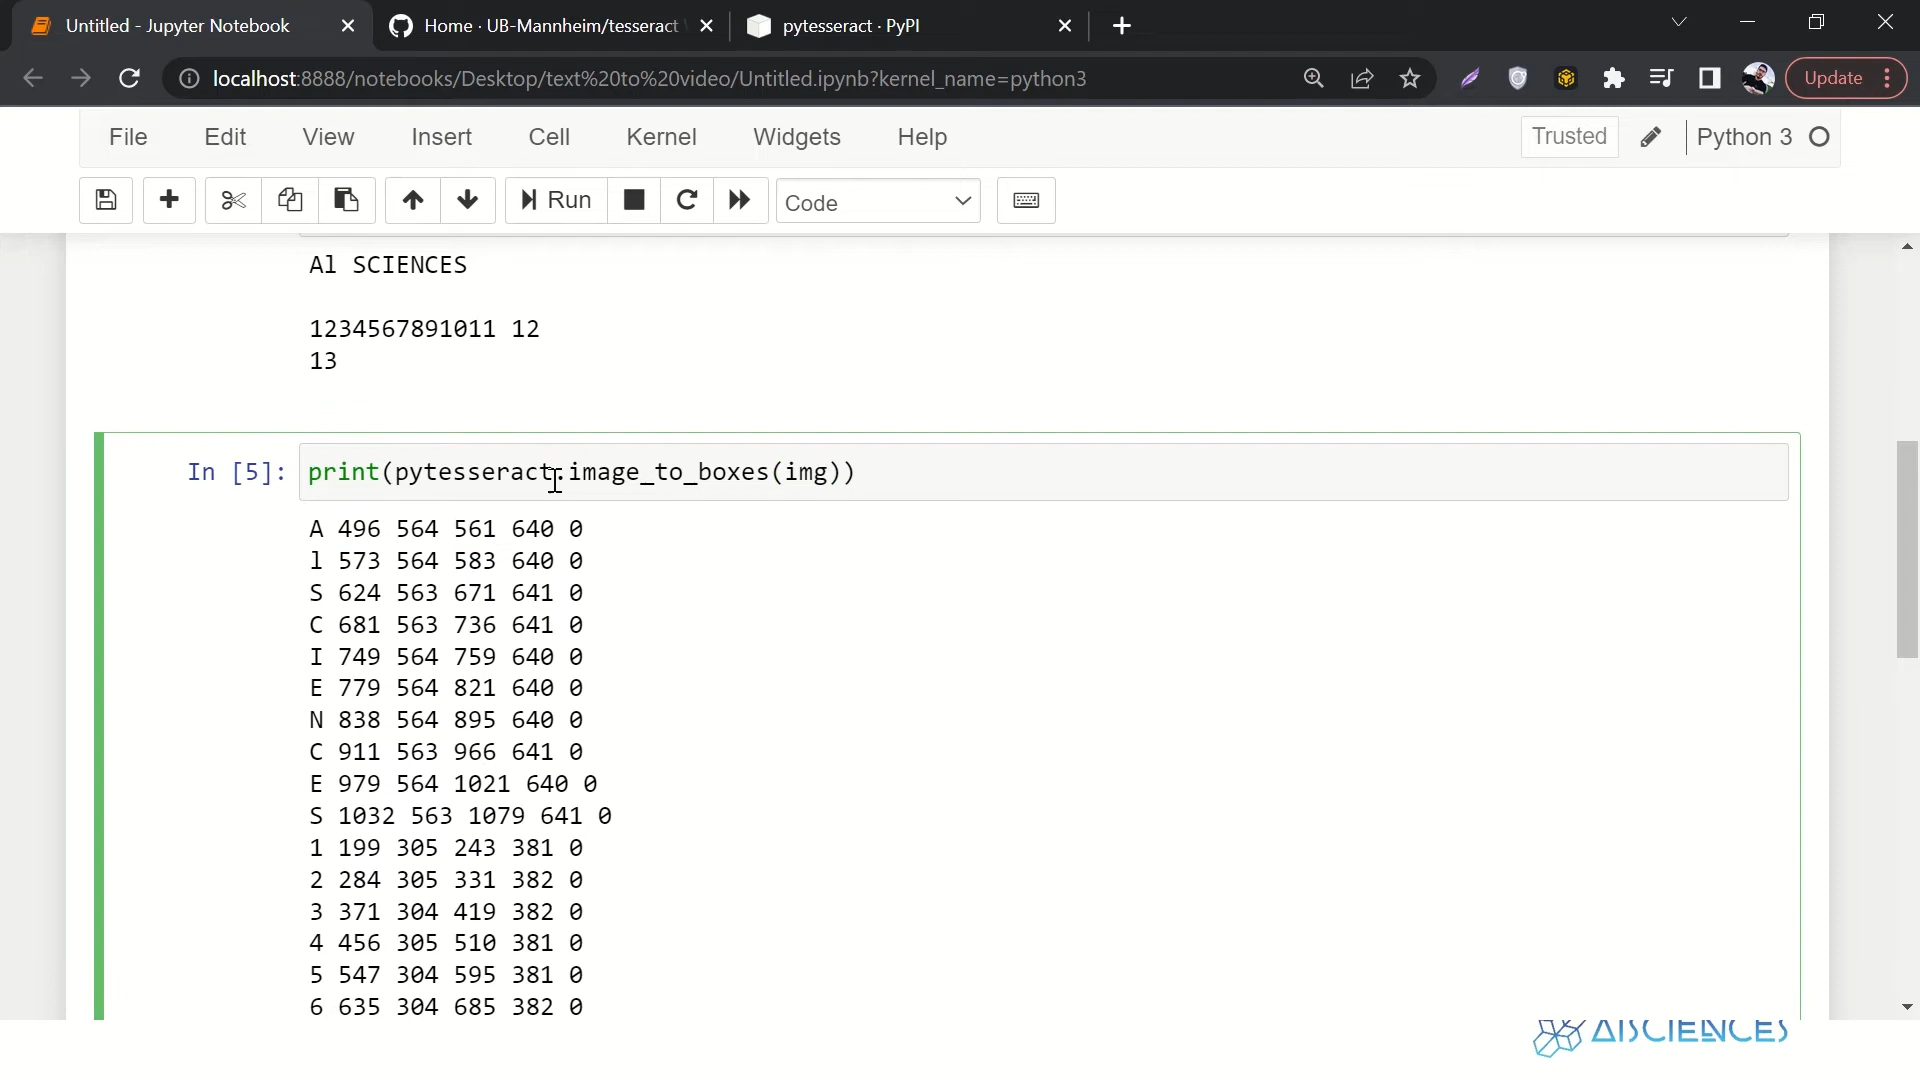 Untitled - Jupyter Notebook
Home · UB-Mannheim/tesseract
pytesseract · PyPI
localhost:8888/notebooks/Desktop/text%20to%20video/Untitled.ipynb?kernel_name=python3
Update
File Edit View Insert Cell Kernel Widgets Help
Trusted
Python 3
Run
Code
Al SCIENCES
1234567891011 12
13
In [5]: print(pytesseract.image_to_boxes(img))
A 496 564 561 640 0
l 573 564 583 640 0
S 624 563 671 641 0
C 681 563 736 641 0
I 749 564 759 640 0
E 779 564 821 640 0
N 838 564 895 640 0
C 911 563 966 641 0
E 979 564 1021 640 0
S 1032 563 1079 641 0
1 199 305 243 381 0
2 284 305 331 382 0
3 371 304 419 382 0
4 456 305 510 381 0
5 547 304 595 381 0
6 635 304 685 382 0
AISCIENCES